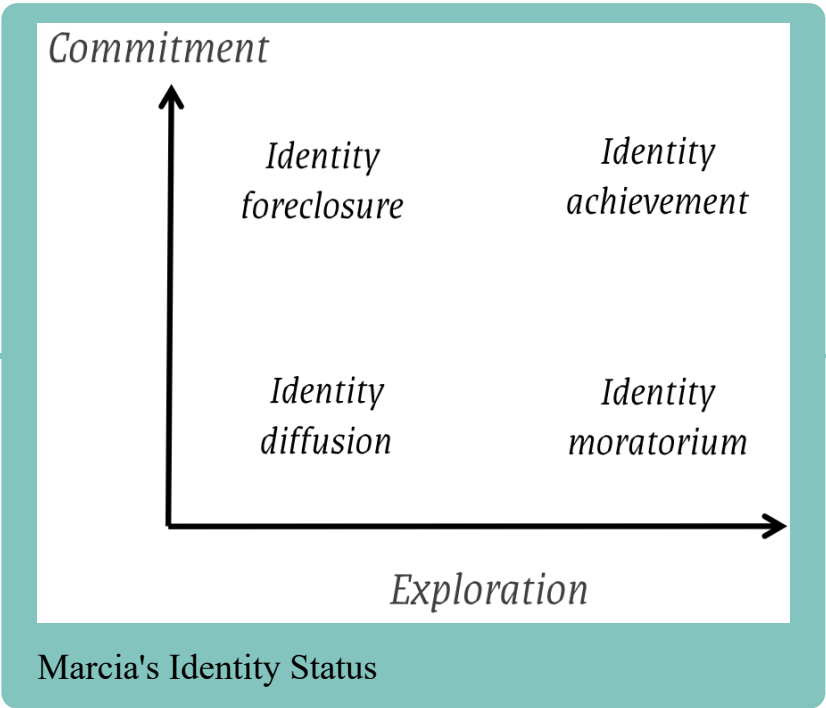 Commitment
Identity
foreclosure
Identity
achievement
Identity
diffusion
Identity
moratorium
Exploration
Marcia's Identity Status